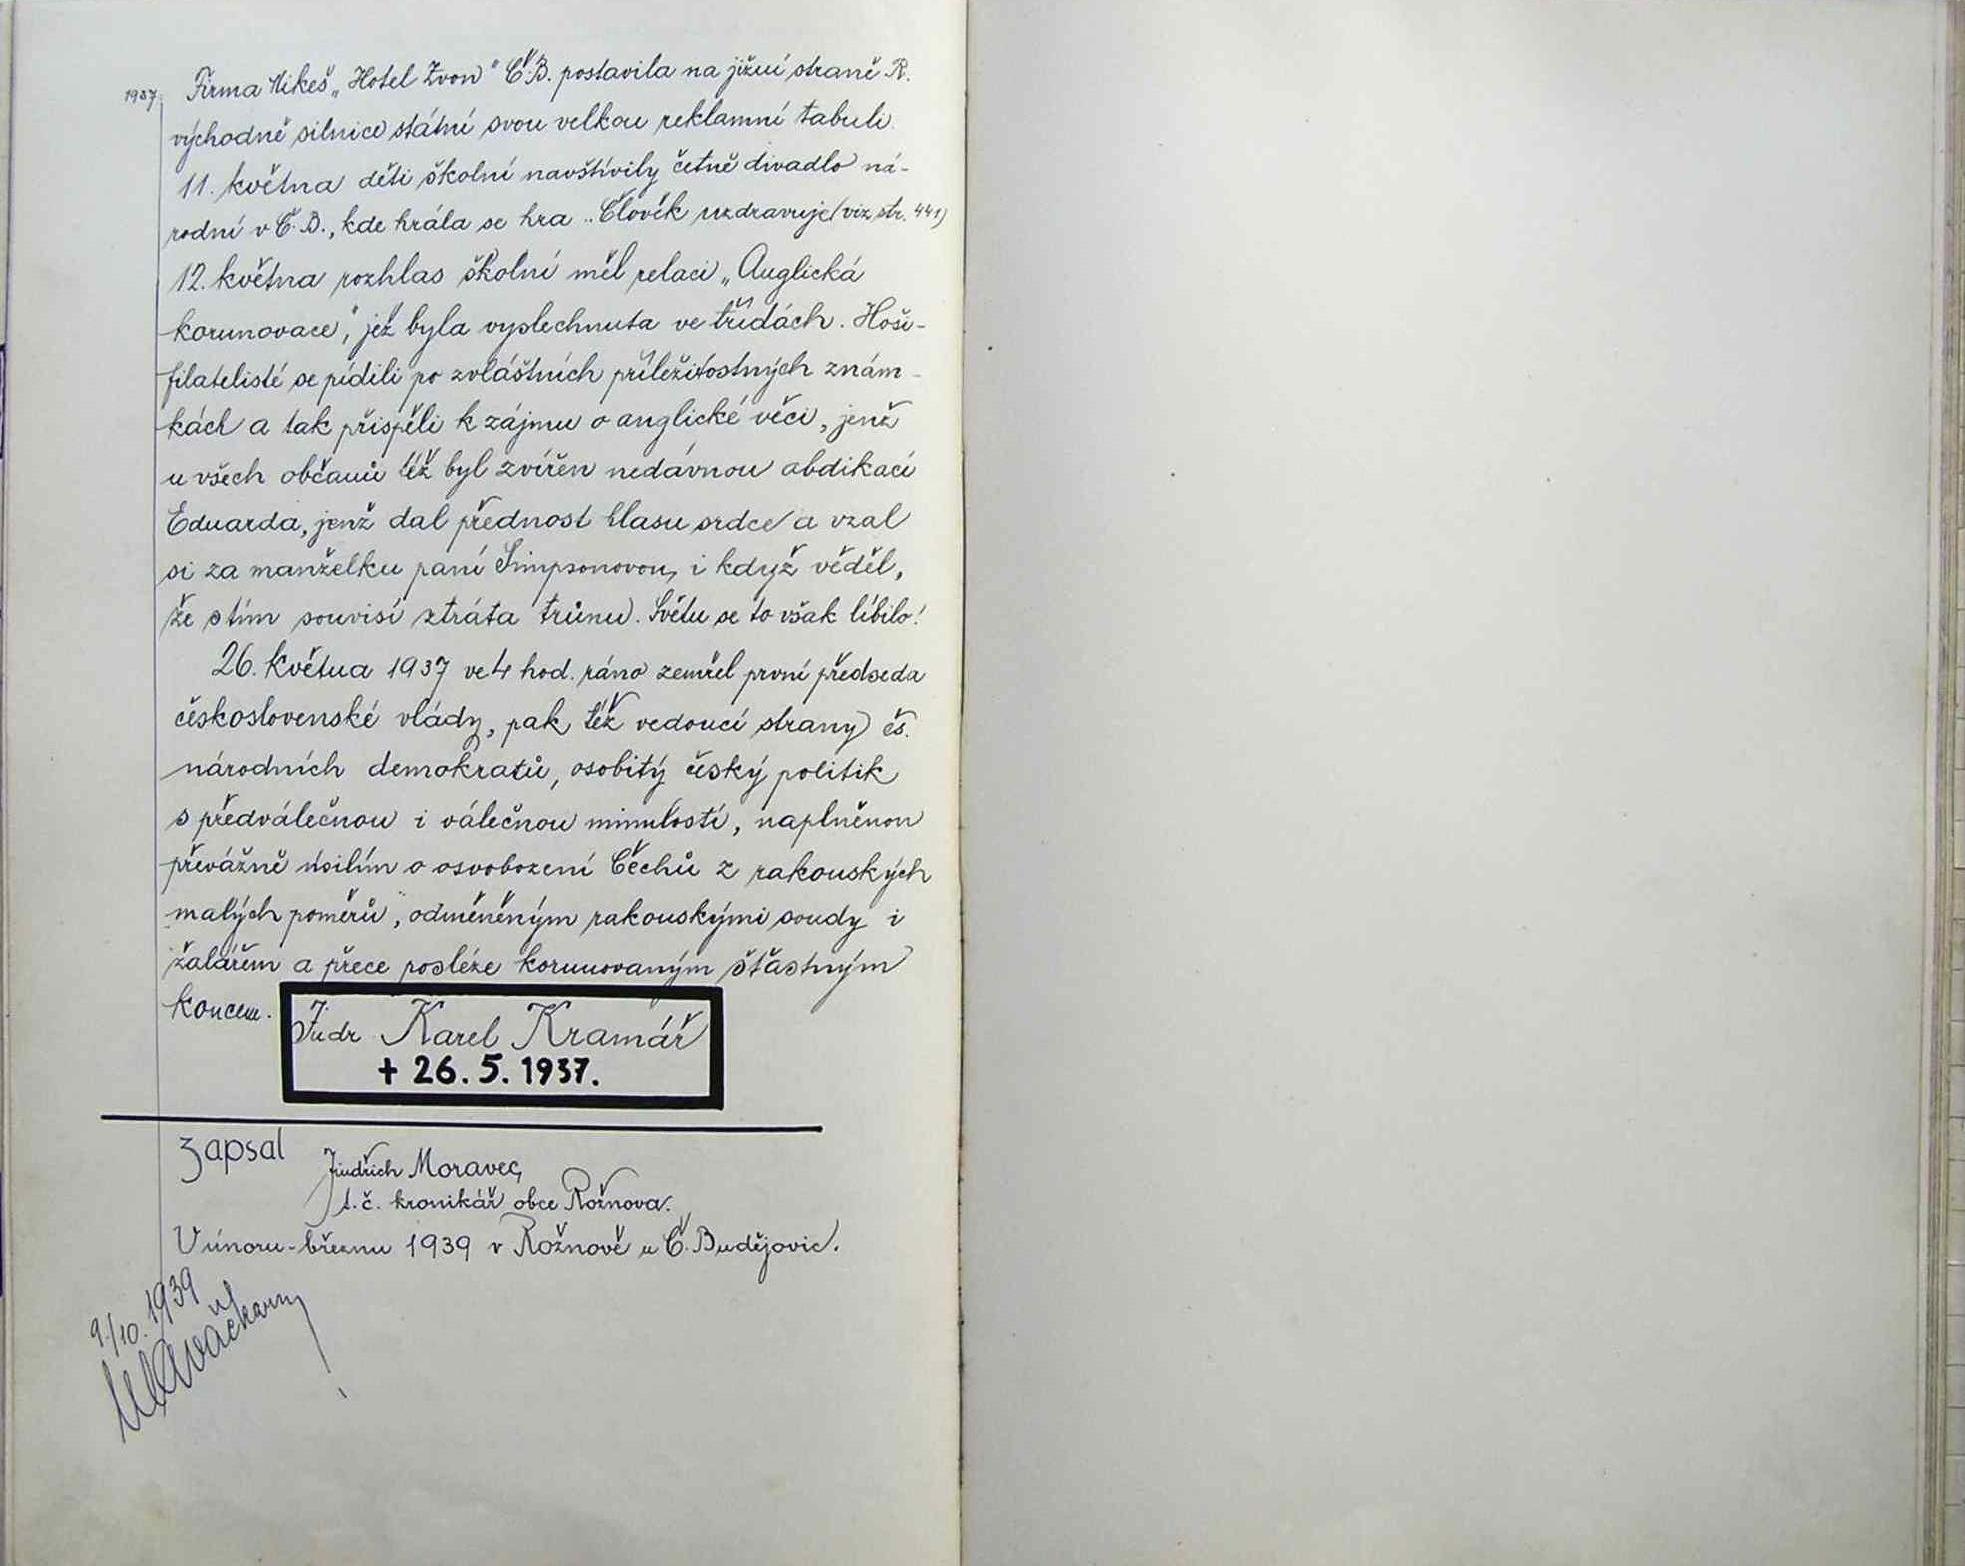 1937
Firma Mikeš „Hotel Zvon" Č.B. postavila na jižní straně R.
východně silnice státní svou velkou reklamní tabuli.
11. května děti školní navštívily četně divadlo ná-
rodní v Č.B., kde hrála se hra „Člověk uzdravuje (viz str. 441)
12. května rozhlas školní měl relaci „Anglická
korunovace", jež byla vyslechnuta ve třídách. Hoši-
filatelisté se pídili po zvláštních příležitostných znám-
kách a tak přispěli k zájmu o anglické věci, jenž
u všech občanů též byl zvířen nedávnou abdikací
Eduarda, jenž dal přednost hlasu srdce a vzal
si za manželku paní Simpsonovou, i když věděl,
že s tím souvisí ztráta trůnu. Světu se to však líbilo!
26. května 1937 ve 4 hod. ráno zemřel první předseda
československé vlády, pak též vedoucí strany čs.
národních demokratů, osobitý český politik
s předválečnou i válečnou minulostí, naplněnou
převážně úsilím o osvobození Čechů z rakouských
„malých poměrů", odměněným rakouskými soudy i
žalářem a přece posléze korunovaným šťastným
koncem.
Judr Karel Kramář
+ 26. 5. 1937.
zapsal
Jindřich Moravec,
t.č. kronikář obce Rožnova.
V únoru-březnu 1939 v Rožnově u Č. Budějovic.
9./10. 1939